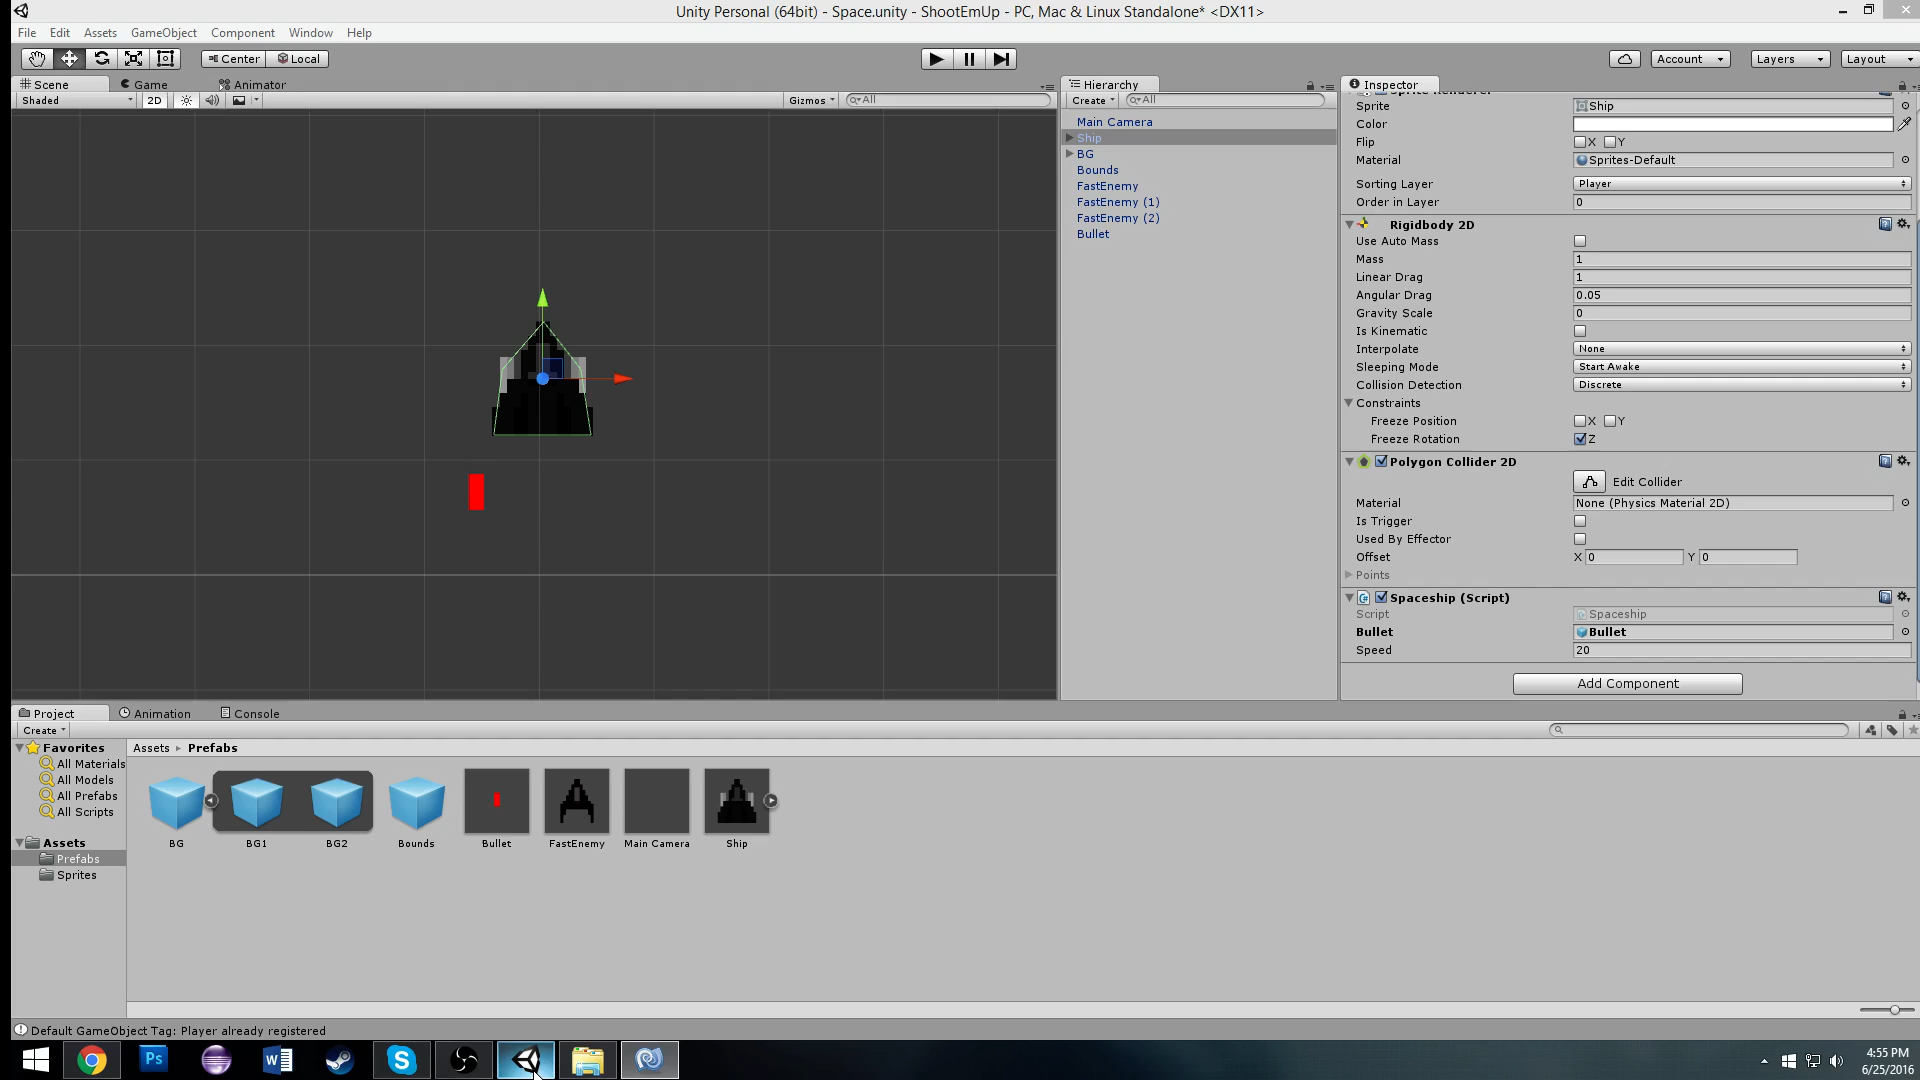 Unity Personal (64bit) - Space.unity - ShootEmUp - PC, Mac & Linux Standalone* <DX11>
File Edit Assets GameObject Component Window Help
Center Local Account Layers Layout
Scene Game Animator
Shaded 2D Gizmos All
Hierarchy
Create All
Main Camera
Ship
BG
Bounds
FastEnemy
FastEnemy (1)
FastEnemy (2)
Bullet
Inspector
Sprite Renderer
Sprite Ship
Color
Flip X Y
Material Sprites-Default
Sorting Layer Player
Order in Layer 0
Rigidbody 2D
Use Auto Mass
Mass 1
Linear Drag 1
Angular Drag 0.05
Gravity Scale 0
Is Kinematic
Interpolate None
Sleeping Mode Start Awake
Collision Detection Discrete
Constraints
Freeze Position X Y
Freeze Rotation Z
Polygon Collider 2D
Edit Collider
Material None (Physics Material 2D)
Is Trigger
Used By Effector
Offset X 0 Y 0
Points
Spaceship (Script)
Script Spaceship
Bullet Bullet
Speed 20
Add Component
Project Animation Console
Create
Favorites
All Materials
All Models
All Prefabs
All Scripts
Assets
Prefabs
Sprites
Assets Prefabs
BG BG1 BG2 Bounds Bullet FastEnemy Main Camera Ship
Default GameObject Tag: Player already registered
Ps
W
S
4:55 PM
6/25/2016